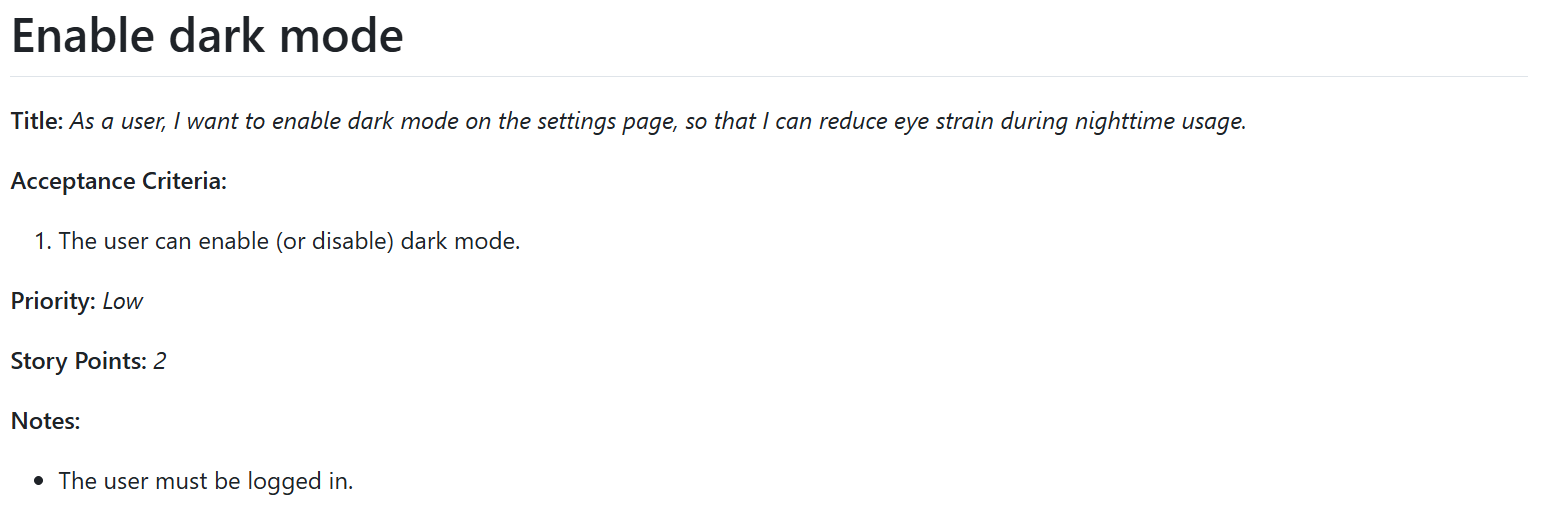 Enable dark mode
Title: As a user, I want to enable dark mode on the settings page, so that I can reduce eye strain during nighttime usage.
Acceptance Criteria:
1. The user can enable (or disable) dark mode.
Priority: Low
Story Points: 2
Notes:
• The user must be logged in.